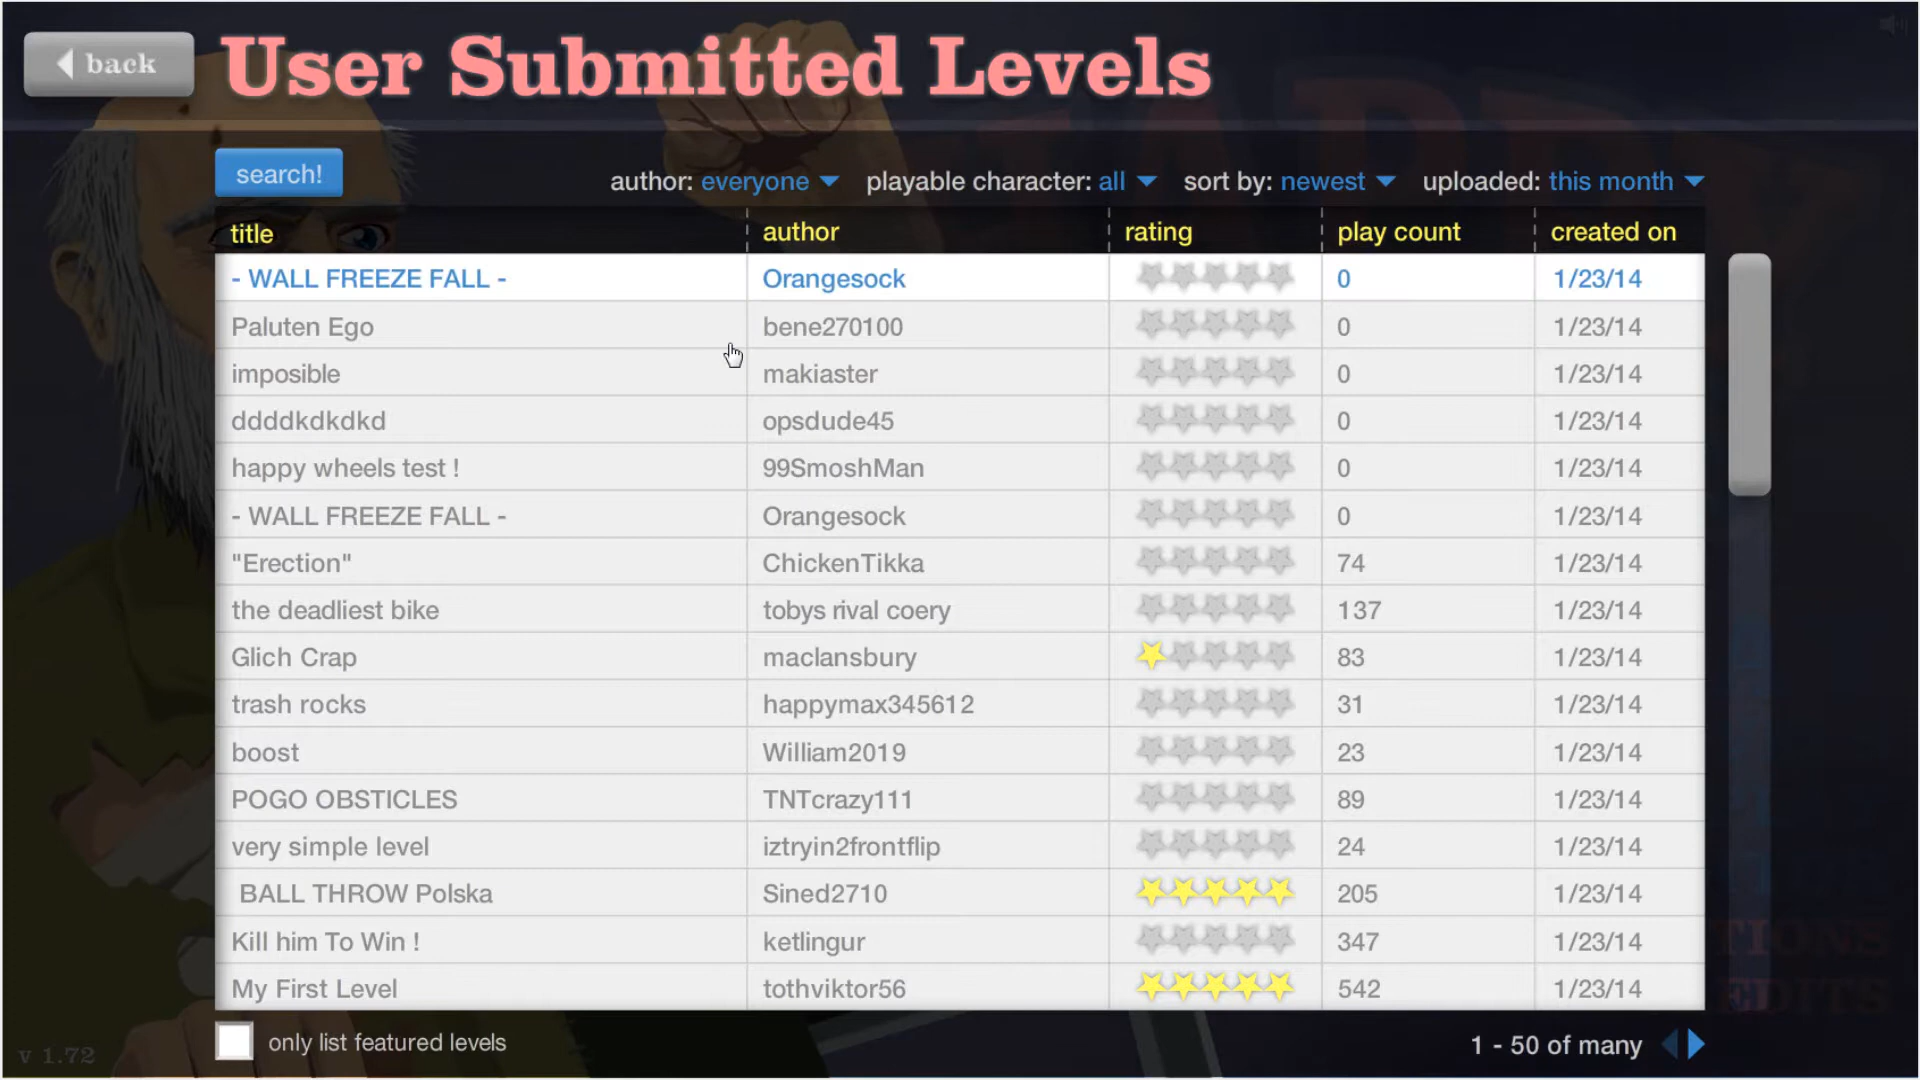 back
User Submitted Levels
search!
author: everyone playable character: all sort by: newest uploaded: this month
title author rating play count created on
- WALL FREEZE FALL - Orangesock 0 1/23/14
Paluten Ego bene270100 0 1/23/14
imposible makiaster 0 1/23/14
ddddkdkdkd opsdude45 0 1/23/14
happy wheels test ! 99SmoshMan 0 1/23/14
- WALL FREEZE FALL - Orangesock 0 1/23/14
"Erection" ChickenTikka 74 1/23/14
the deadliest bike tobys rival coery 137 1/23/14
Glich Crap maclansbury 83 1/23/14
trash rocks happymax345612 31 1/23/14
boost William2019 23 1/23/14
POGO OBSTICLES TNTcrazy111 89 1/23/14
very simple level iztryin2frontflip 24 1/23/14
BALL THROW Polska Sined2710 205 1/23/14
Kill him To Win ! ketlingur 347 1/23/14
My First Level tothviktor56 542 1/23/14
only list featured levels 1 - 50 of many
v 1.72